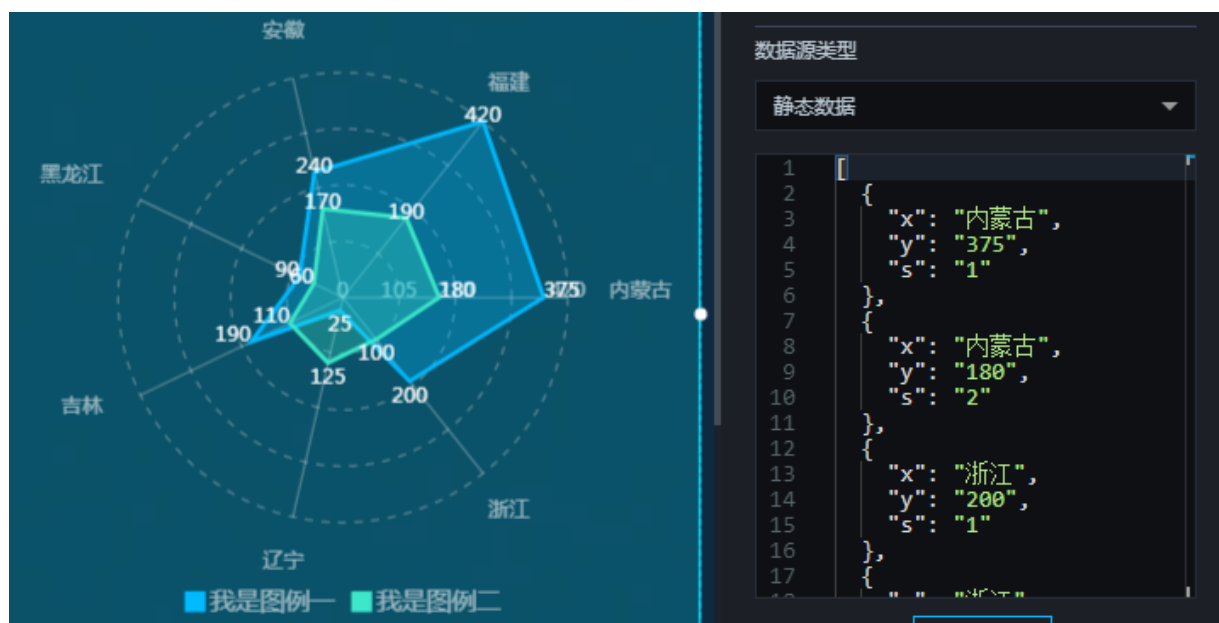 安徽
福建
420
黑龙江
240
170
190
90
60
0
105
180
375
内蒙古
110
190
25
100
125
200
吉林
浙江
辽宁
我是图例一
我是图例二
数据源类型
静态数据
1 [
2 {
3 "x": "内蒙古",
4 "y": "375",
5 "s": "1"
6 },
7 {
8 "x": "内蒙古",
9 "y": "180",
10 "s": "2"
11 },
12 {
13 "x": "浙江",
14 "y": "200",
15 "s": "1"
16 },
17 {